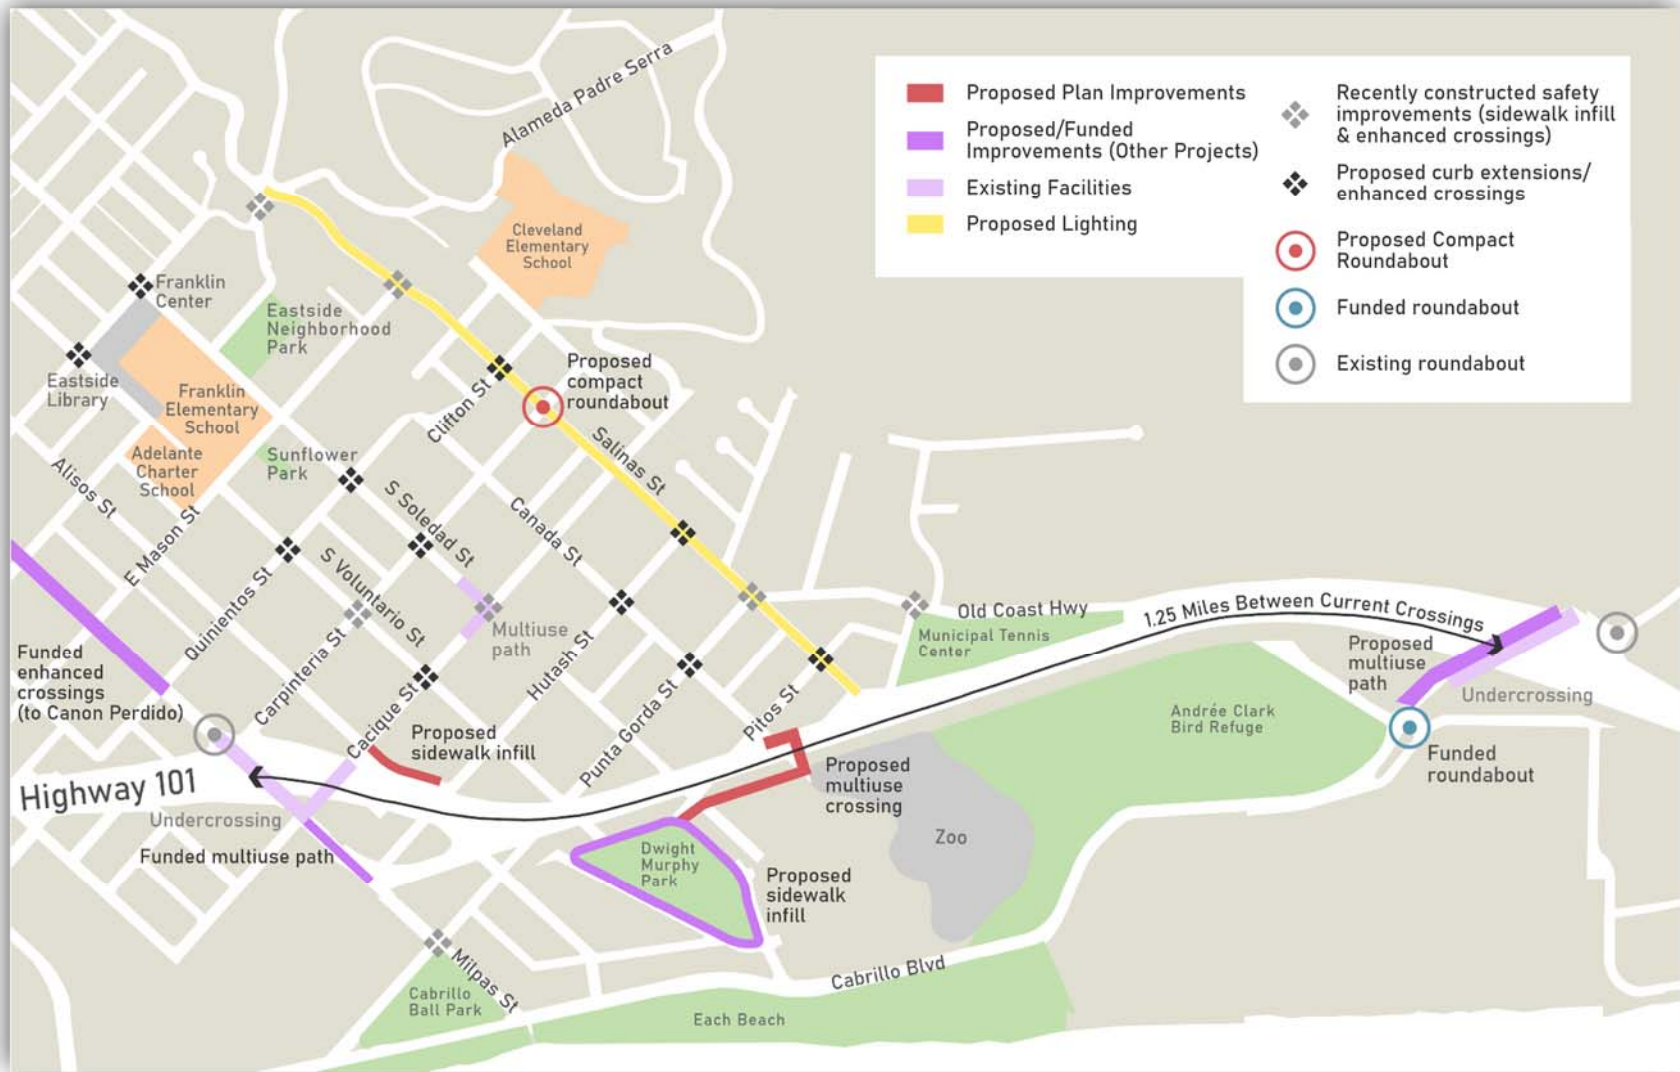 Alameda Padre Serra
Proposed Plan Improvements
Proposed/Funded
Improvements (Other Projects)
Existing Facilities
Proposed Lighting
Recently constructed safety
improvements (sidewalk infill
& enhanced crossings)
Proposed curb extensions/
enhanced crossings
Proposed Compact
Roundabout
Funded roundabout
Existing roundabout
Cleveland
Elementary
School
Franklin
Center
Eastside
Neighborhood
Park
Eastside
Library
Franklin
Elementary
School
Adelante
Charter
School
Sunflower
Park
Proposed
compact
roundabout
Clifton St
Salinas St
Alisos St
E Mason St
S Soledad St
Canada St
S Voluntario St
Quinientos St
Carpinteria St
Multiuse
path
Hutash St
Cacique St
Punta Gorda St
Pitos St
Old Coast Hwy
Municipal Tennis
Center
1.25 Miles Between Current Crossings
Proposed
multiuse
path
Undercrossing
Andrée Clark
Bird Refuge
Funded
roundabout
Funded
enhanced
crossings
(to Canon Perdido)
Proposed
sidewalk infill
Highway 101
Undercrossing
Funded multiuse path
Proposed
multiuse
crossing
Zoo
Dwight
Murphy
Park
Proposed
sidewalk
infill
Milpas St
Cabrillo
Ball Park
Cabrillo Blvd
Each Beach